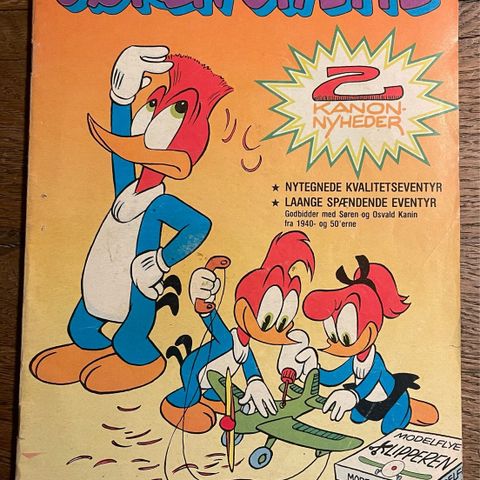 2
KANON-
NYHEDER
★ NYTEGNEDE KVALITETSEVENTYR
★ LAANGE SPÆNDENDE EVENTYR
Godbidder med Søren og Osvald Kanin
fra 1940- og 50'erne
MODELFLYE
KLIPPEREN